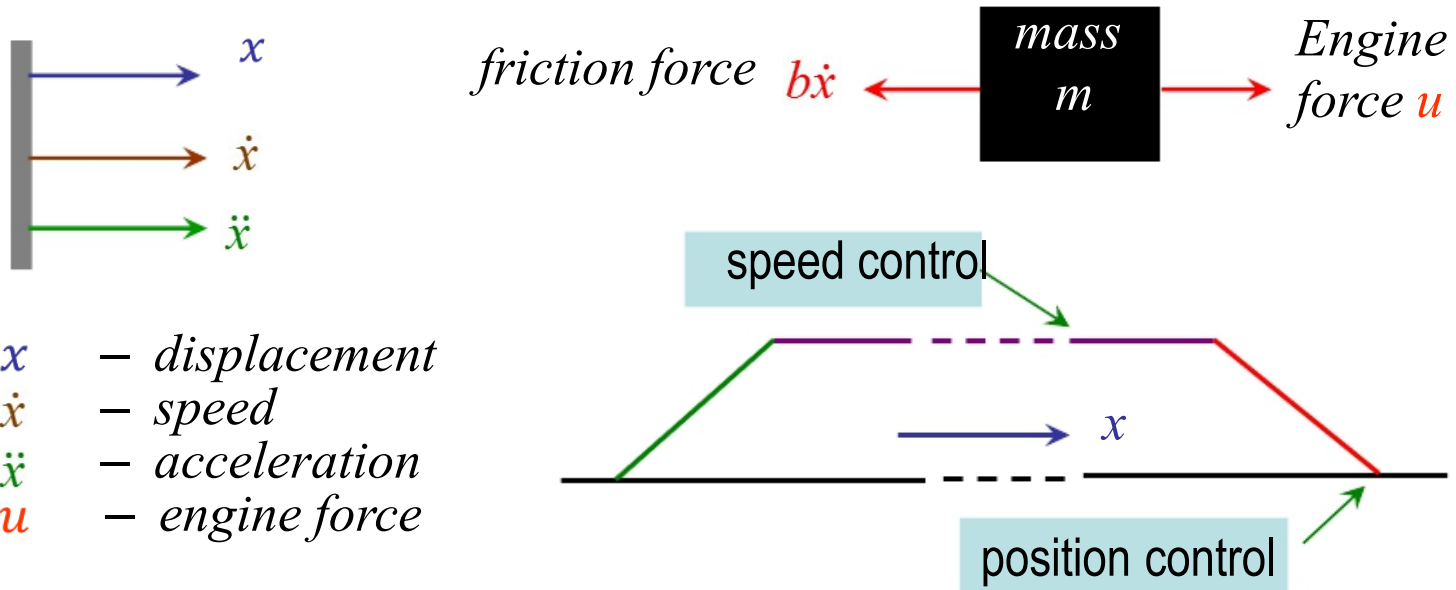 x
ẋ
ẍ
friction force bẋ
mass
m
Engine
force u
x – displacement
ẋ – speed
ẍ – acceleration
u – engine force
speed control
x
position control